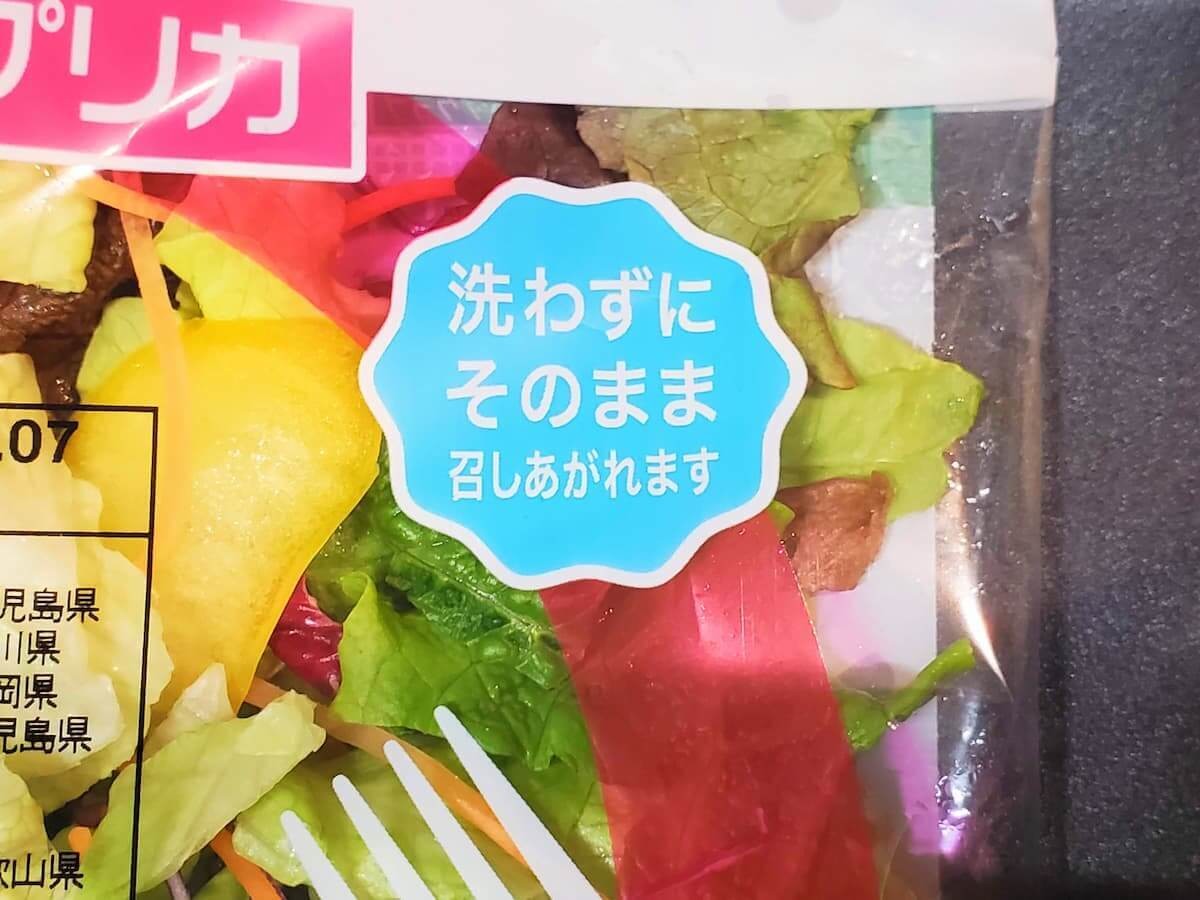 プリカ
洗わずに
そのまま
召しあがれます
.07
児島県
川県
岡県
児島県
歌山県